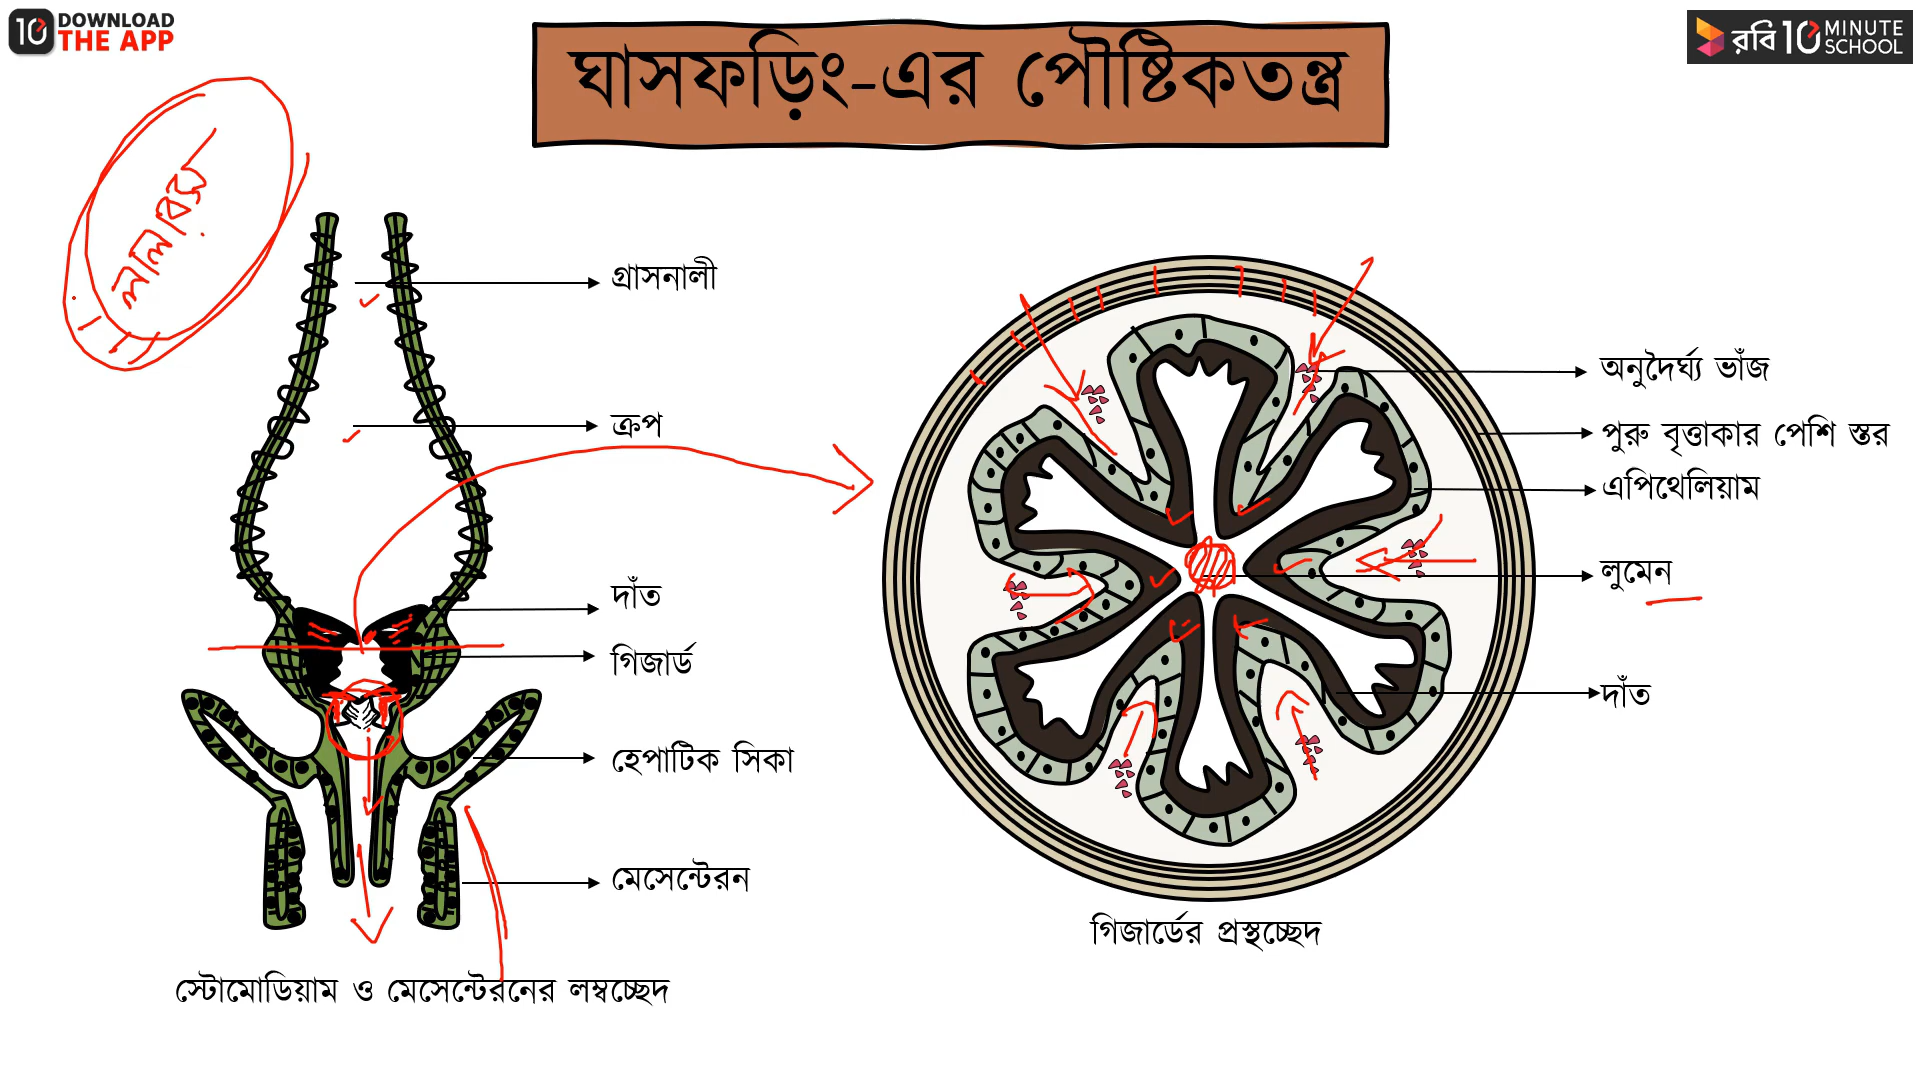 10 DOWNLOAD
THE APP
ঘাসফড়িং-এর পৌষ্টিকতন্ত্র
রবি 10 MINUTE
SCHOOL
গ্রাসনালী
ক্রপ
দাঁত
গিজার্ড
হেপাটিক সিকা
মেসেন্টেরন
স্টোমোডিয়াম ও মেসেন্টেরনের লম্বচ্ছেদ
অনুদৈর্ঘ্য ভাঁজ
পুরু বৃত্তাকার পেশি স্তর
এপিথেলিয়াম
লুমেন
দাঁত
গিজার্ডের প্রস্থচ্ছেদ